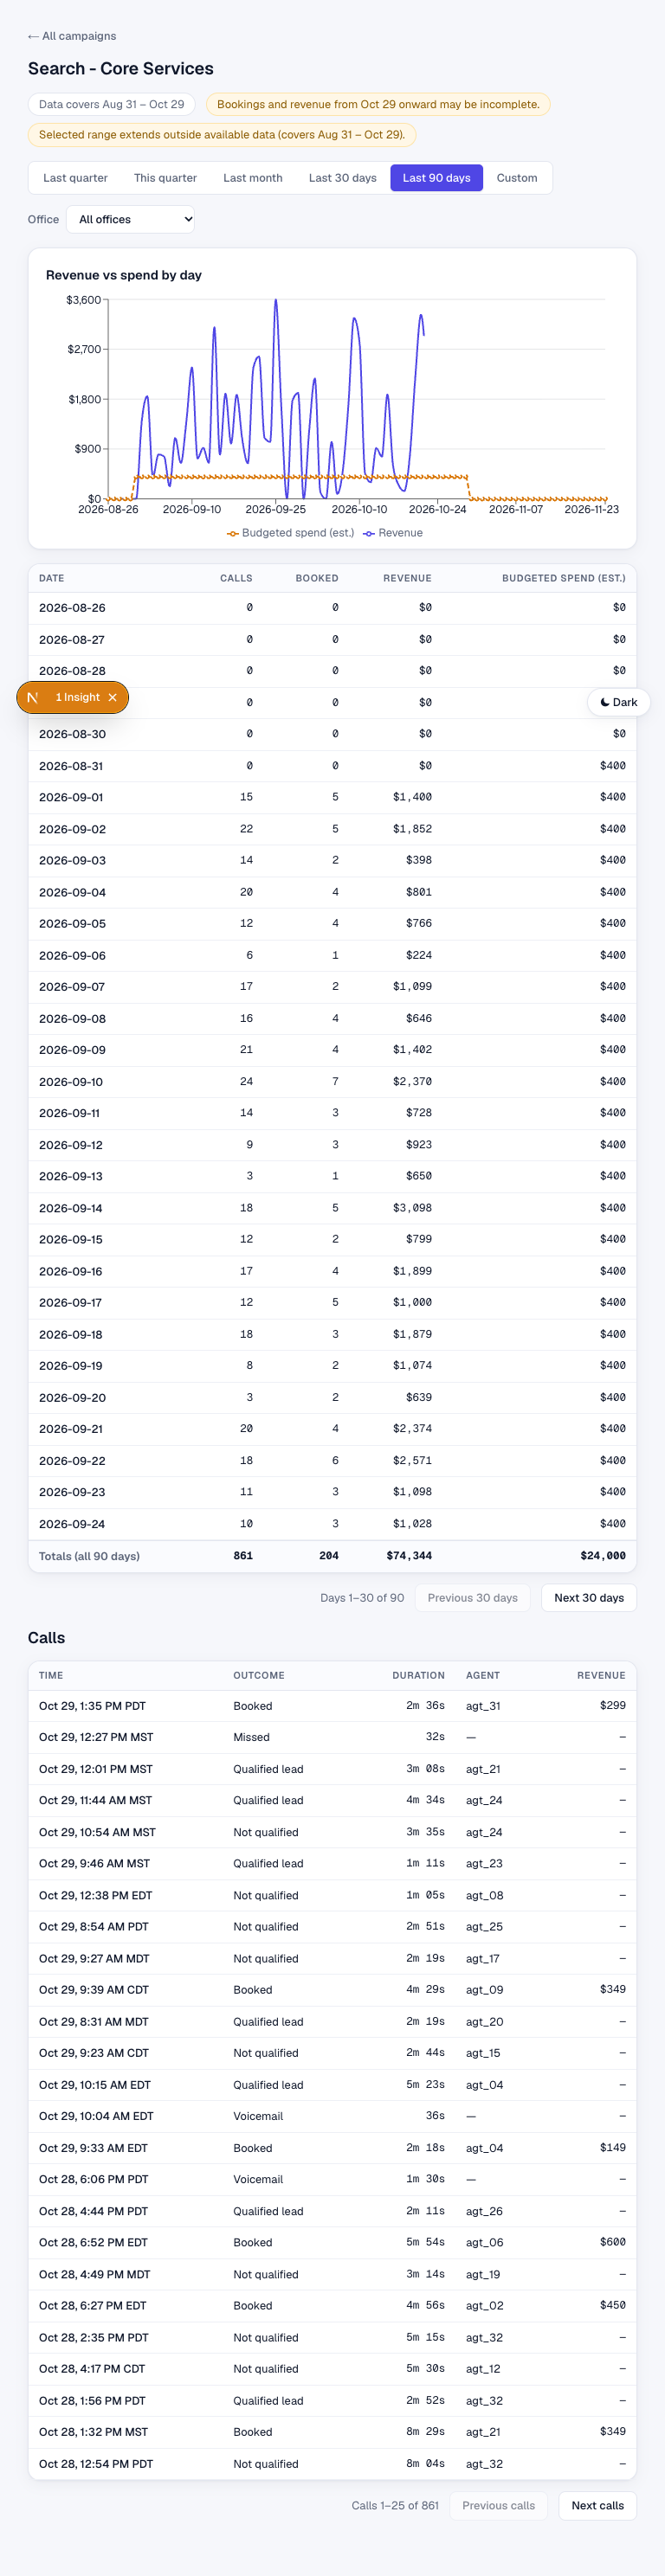 ← All campaigns
Search - Core Services
Data covers Aug 31 – Oct 29 Bookings and revenue from Oct 29 onward may be incomplete.
Selected range extends outside available data (covers Aug 31 – Oct 29).
Last quarter This quarter Last month Last 30 days Last 90 days Custom
Office All offices
Revenue vs spend by day
$3,600
$2,700
$1,800
$900
$0
2026-08-26 2026-09-10 2026-09-25 2026-10-10 2026-10-24 2026-11-07 2026-11-23
Budgeted spend (est.) Revenue
DATE CALLS BOOKED REVENUE BUDGETED SPEND (EST.)
2026-08-26 0 0 $0 $0
2026-08-27 0 0 $0 $0
2026-08-28 0 0 $0 $0
1 Insight × 0 0 $0 Dark
2026-08-30 0 0 $0 $0
2026-08-31 0 0 $0 $400
2026-09-01 15 5 $1,400 $400
2026-09-02 22 5 $1,852 $400
2026-09-03 14 2 $398 $400
2026-09-04 20 4 $801 $400
2026-09-05 12 4 $766 $400
2026-09-06 6 1 $224 $400
2026-09-07 17 2 $1,099 $400
2026-09-08 16 4 $646 $400
2026-09-09 21 4 $1,402 $400
2026-09-10 24 7 $2,370 $400
2026-09-11 14 3 $728 $400
2026-09-12 9 3 $923 $400
2026-09-13 3 1 $650 $400
2026-09-14 18 5 $3,098 $400
2026-09-15 12 2 $799 $400
2026-09-16 17 4 $1,899 $400
2026-09-17 12 5 $1,000 $400
2026-09-18 18 3 $1,879 $400
2026-09-19 8 2 $1,074 $400
2026-09-20 3 2 $639 $400
2026-09-21 20 4 $2,374 $400
2026-09-22 18 6 $2,571 $400
2026-09-23 11 3 $1,098 $400
2026-09-24 10 3 $1,028 $400
Totals (all 90 days) 861 204 $74,344 $24,000
Days 1–30 of 90 Previous 30 days Next 30 days
Calls
TIME OUTCOME DURATION AGENT REVENUE
Oct 29, 1:35 PM PDT Booked 2m 36s agt_31 $299
Oct 29, 12:27 PM MST Missed 32s — –
Oct 29, 12:01 PM MST Qualified lead 3m 08s agt_21 –
Oct 29, 11:44 AM MST Qualified lead 4m 34s agt_24 –
Oct 29, 10:54 AM MST Not qualified 3m 35s agt_24 –
Oct 29, 9:46 AM MST Qualified lead 1m 11s agt_23 –
Oct 29, 12:38 PM EDT Not qualified 1m 05s agt_08 –
Oct 29, 8:54 AM PDT Not qualified 2m 51s agt_25 –
Oct 29, 9:27 AM MDT Not qualified 2m 19s agt_17 –
Oct 29, 9:39 AM CDT Booked 4m 29s agt_09 $349
Oct 29, 8:31 AM MDT Qualified lead 2m 19s agt_20 –
Oct 29, 9:23 AM CDT Not qualified 2m 44s agt_15 –
Oct 29, 10:15 AM EDT Qualified lead 5m 23s agt_04 –
Oct 29, 10:04 AM EDT Voicemail 36s — –
Oct 29, 9:33 AM EDT Booked 2m 18s agt_04 $149
Oct 28, 6:06 PM PDT Voicemail 1m 30s — –
Oct 28, 4:44 PM PDT Qualified lead 2m 11s agt_26 –
Oct 28, 6:52 PM EDT Booked 5m 54s agt_06 $600
Oct 28, 4:49 PM MDT Not qualified 3m 14s agt_19 –
Oct 28, 6:27 PM EDT Booked 4m 56s agt_02 $450
Oct 28, 2:35 PM PDT Not qualified 5m 15s agt_32 –
Oct 28, 4:17 PM CDT Not qualified 5m 30s agt_12 –
Oct 28, 1:56 PM PDT Qualified lead 2m 52s agt_32 –
Oct 28, 1:32 PM MST Booked 8m 29s agt_21 $349
Oct 28, 12:54 PM PDT Not qualified 8m 04s agt_32 –
Calls 1–25 of 861 Previous calls Next calls